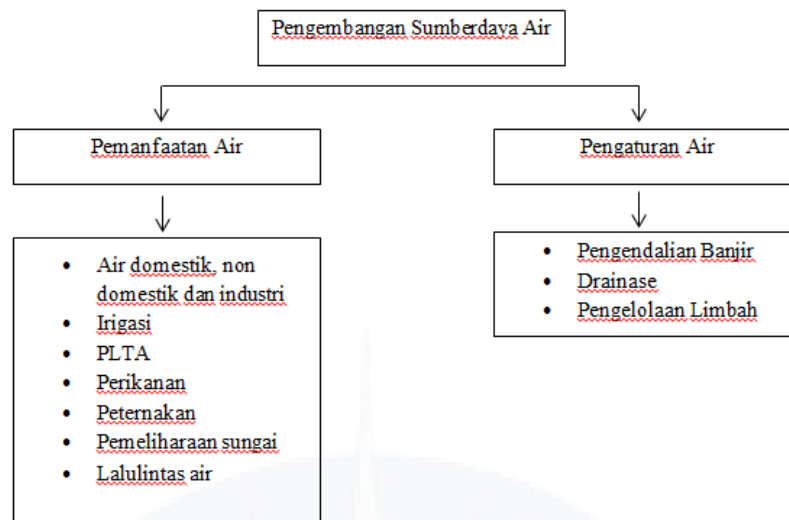 Pengembangan Sumberdaya Air
Pemanfaatan Air
Pengaturan Air
• Air domestik, non
domestik dan industri
• Irigasi
• PLTA
• Perikanan
• Peternakan
• Pemeliharaan sungai
• Lalulintas air
• Pengendalian Banjir
• Drainase
• Pengelolaan Limbah